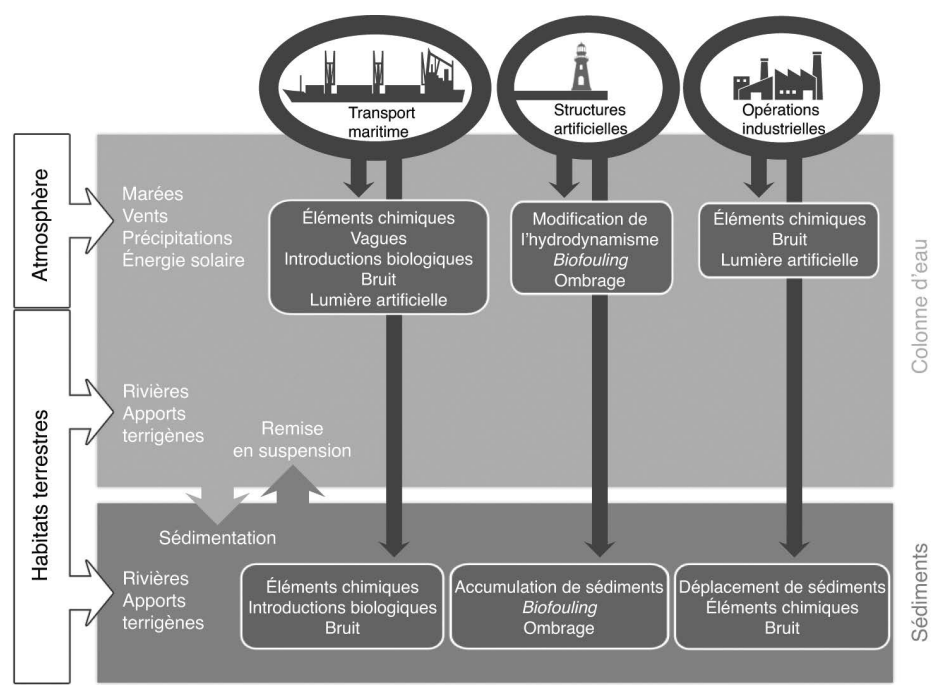 Transport
maritime
Structures
artificielles
Opérations
industrielles
Atmosphère
Marées
Vents
Précipitations
Énergie solaire
Éléments chimiques
Vagues
Introductions biologiques
Bruit
Lumière artificielle
Modification de
l'hydrodynamisme
Biofouling
Ombrage
Éléments chimiques
Bruit
Lumière artificielle
Colonne d'eau
Habitats terrestres
Rivières
Apports
terrigènes
Remise
en suspension
Sédimentation
Rivières
Apports
terrigènes
Éléments chimiques
Introductions biologiques
Bruit
Accumulation de sédiments
Biofouling
Ombrage
Déplacement de sédiments
Éléments chimiques
Bruit
Sédiments